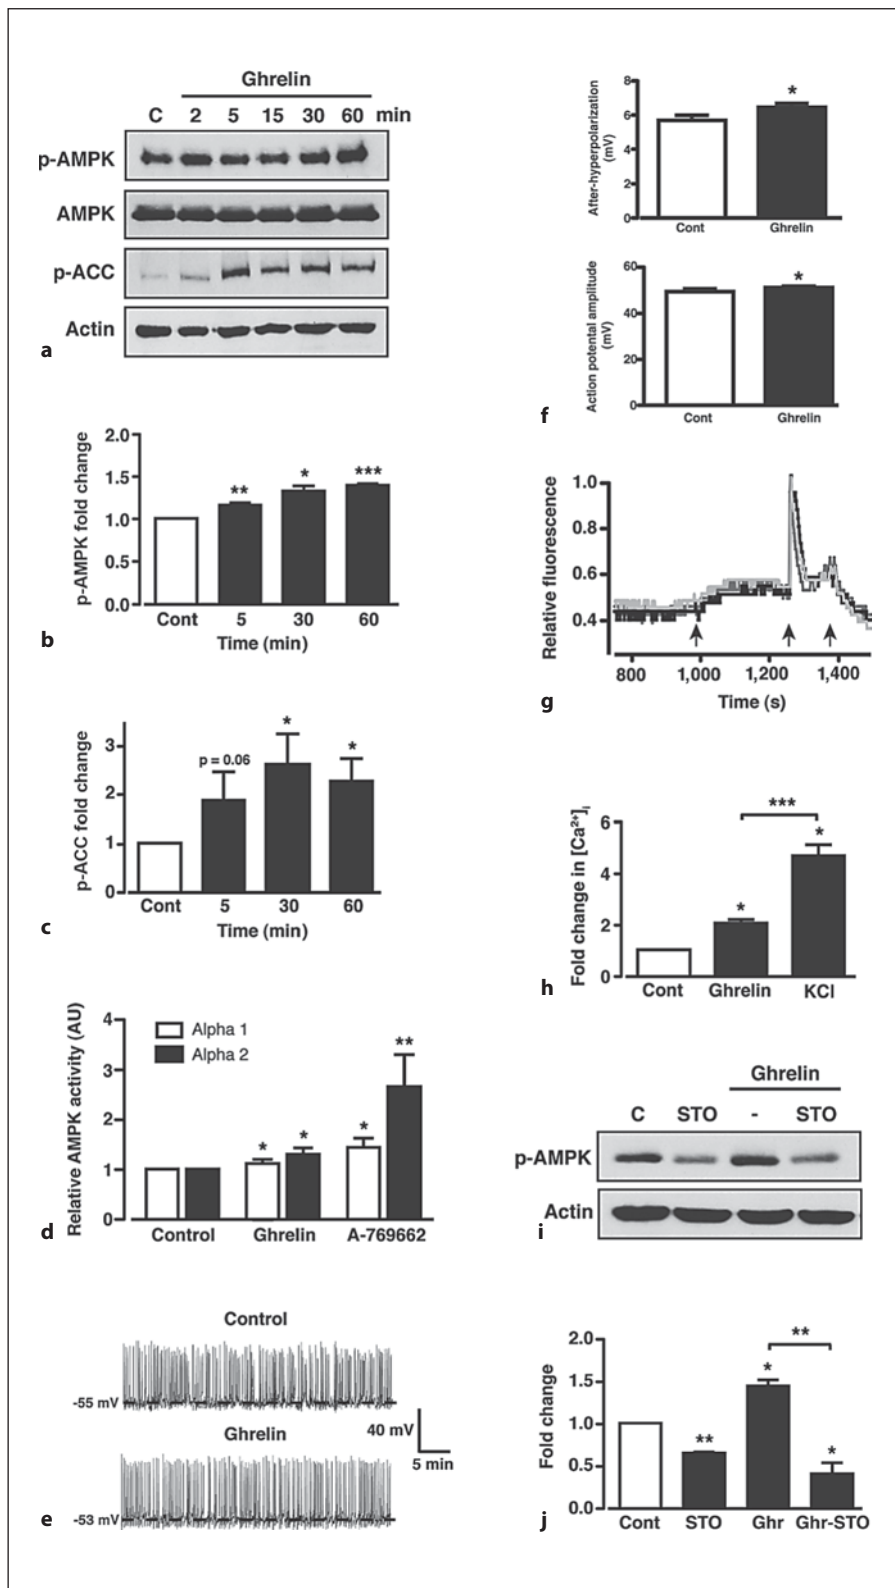 Ghrelin
C 2 5 15 30 60 min
p-AMPK
AMPK
p-ACC
Actin
a
p-AMPK fold change
2.0
1.5
1.0
0.5
0.0
** * ***
Cont 5 30 60
Time (min)
b
p-ACC fold change
3
2
1
0
p = 0.06 * *
Cont 5 30 60
Time (min)
c
Relative AMPK activity (AU)
4
3
2
1
0
Alpha 1
Alpha 2
* * * **
Control Ghrelin A-769662
d
Control
-55 mV
Ghrelin
-53 mV
40 mV
5 min
e
After-hyperpolarization
(mV)
8
6
4
2
0
*
Cont Ghrelin
Action potental amplitude
(mV)
60
40
20
0
*
Cont Ghrelin
f
Relative fluorescence
1.0
0.8
0.6
0.4
800 1,000 1,200 1,400
Time (s)
g
Fold change in [Ca2+]i
6
4
2
0
***
* *
Cont Ghrelin KCl
h
Ghrelin
C STO - STO
p-AMPK
Actin
i
Fold change
2.0
1.5
1.0
0.5
0.0
**
** * *
Cont STO Ghr Ghr-STO
j